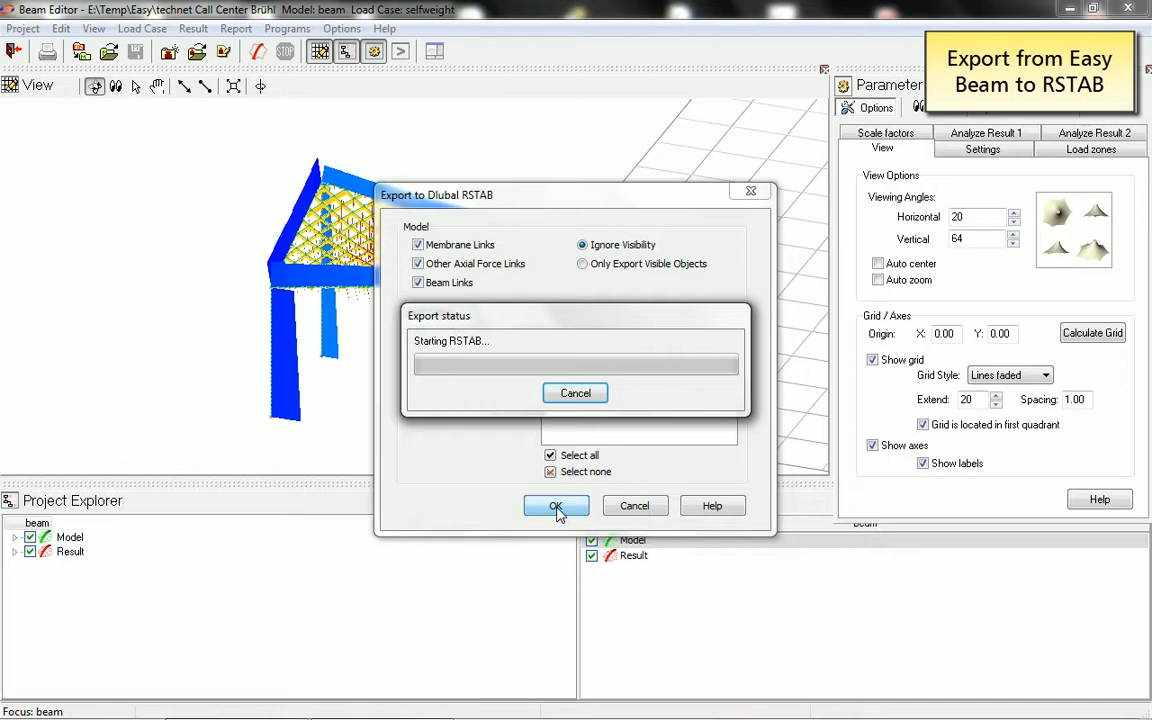 Beam Editor - E:\Temp\Easy\technet Call Center Brühl Model: beam Load Case: selfweight
Project Edit View Load Case Result Report Programs Options Help
Export from Easy
Beam to RSTAB
View
Parameter
Options
Scale factors Analyze Result 1 Analyze Result 2
View Settings Load zones
View Options
Viewing Angles:
Horizontal 20
Vertical 64
Auto center
Auto zoom
Grid / Axes
Origin: X: 0.00 Y: 0.00 Calculate Grid
Show grid
Grid Style: Lines faded
Extend: 20 Spacing: 1.00
Grid is located in first quadrant
Show axes
Show labels
Help
Export to Dlubal RSTAB
Model
Membrane Links Ignore Visibility
Other Axial Force Links Only Export Visible Objects
Beam Links
Export status
Starting RSTAB...
Cancel
Select all
Select none
OK Cancel Help
Project Explorer
beam
Model
Result
beam
Model
Result
Focus: beam